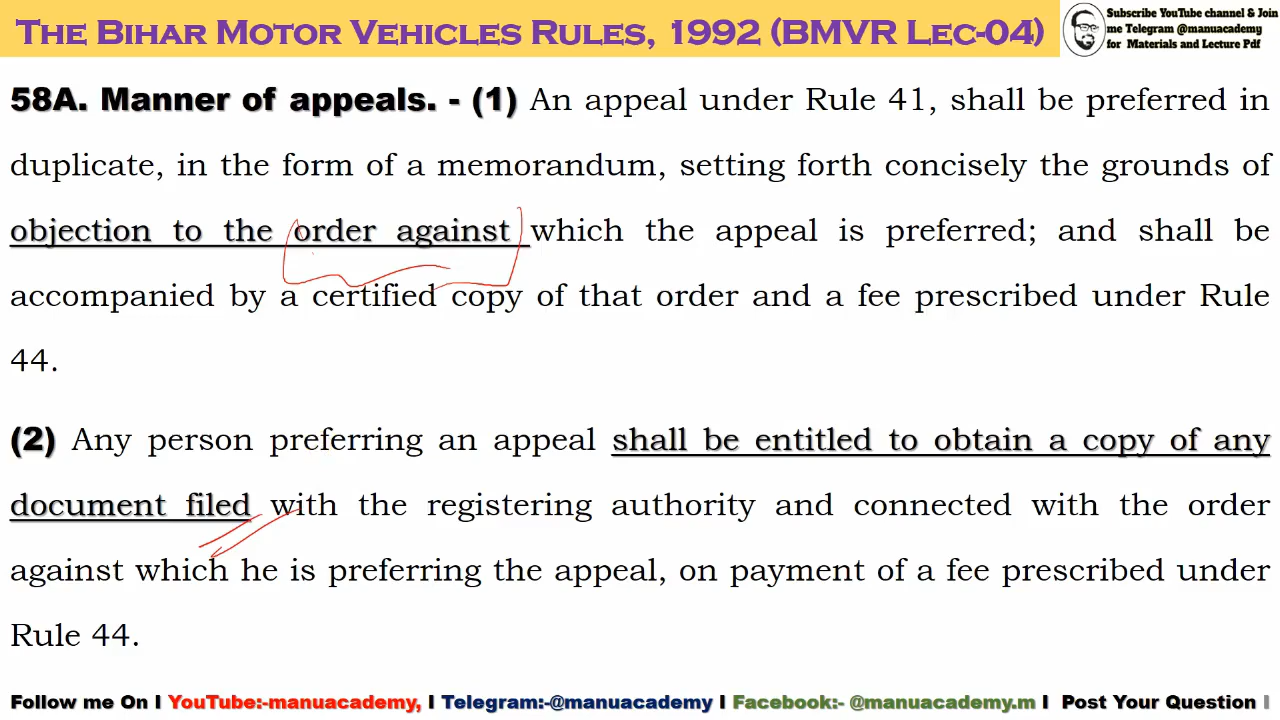 THE BIHAR MOTOR VEHICLES RULES, 1992 (BMVR LEC-04)
Subscribe YouTube channel & Join
me Telegram @manuacademy
for Materials and Lecture Pdf
58A. Manner of appeals. - (1) An appeal under Rule 41, shall be preferred in
duplicate, in the form of a memorandum, setting forth concisely the grounds of
objection to the order against which the appeal is preferred; and shall be
accompanied by a certified copy of that order and a fee prescribed under Rule
44.
(2) Any person preferring an appeal shall be entitled to obtain a copy of any
document filed with the registering authority and connected with the order
against which he is preferring the appeal, on payment of a fee prescribed under
Rule 44.
Follow me On I YouTube:-manuacademy, I Telegram:-@manuacademy I Facebook:- @manuacademy.m I Post Your Question I